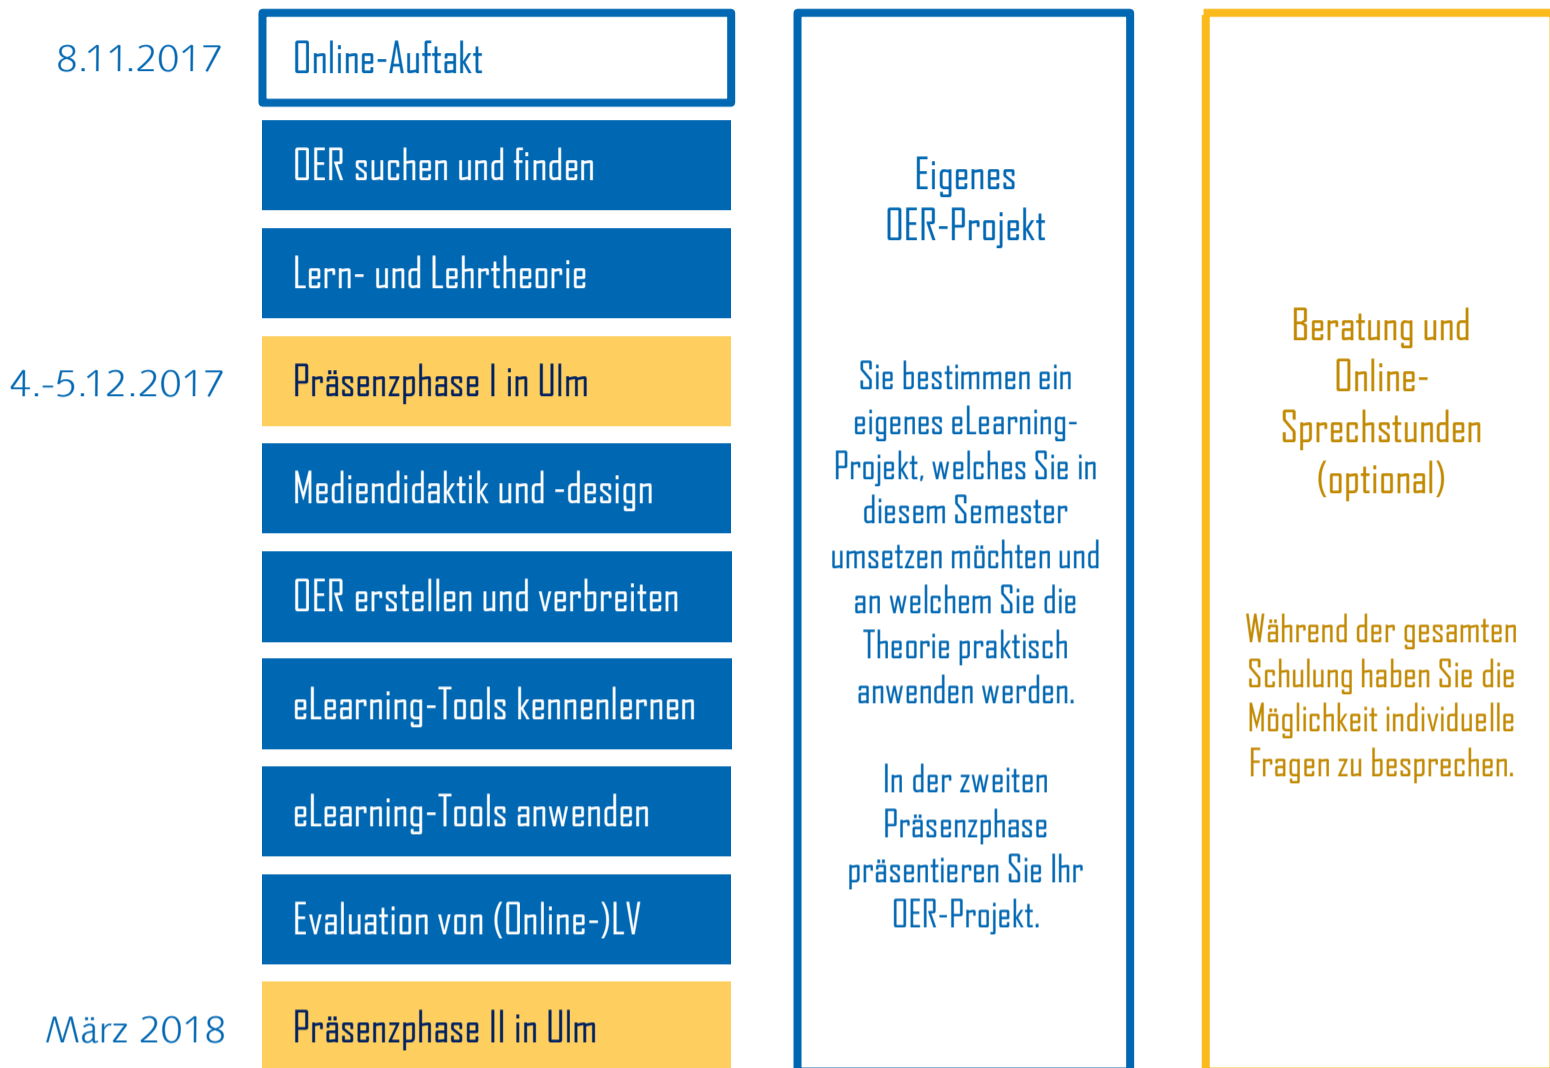 8.11.2017
Online-Auftakt
OER suchen und finden
Lern- und Lehrtheorie
4.-5.12.2017
Präsenzphase I in Ulm
Mediendidaktik und -design
OER erstellen und verbreiten
eLearning-Tools kennenlernen
eLearning-Tools anwenden
Evaluation von (Online-)LV
März 2018
Präsenzphase II in Ulm
Eigenes
OER-Projekt
Sie bestimmen ein
eigenes eLearning-
Projekt, welches Sie in
diesem Semester
umsetzen möchten und
an welchem Sie die
Theorie praktisch
anwenden werden.
In der zweiten
Präsenzphase
präsentieren Sie Ihr
OER-Projekt.
Beratung und
Online-
Sprechstunden
(optional)
Während der gesamten
Schulung haben Sie die
Möglichkeit individuelle
Fragen zu besprechen.